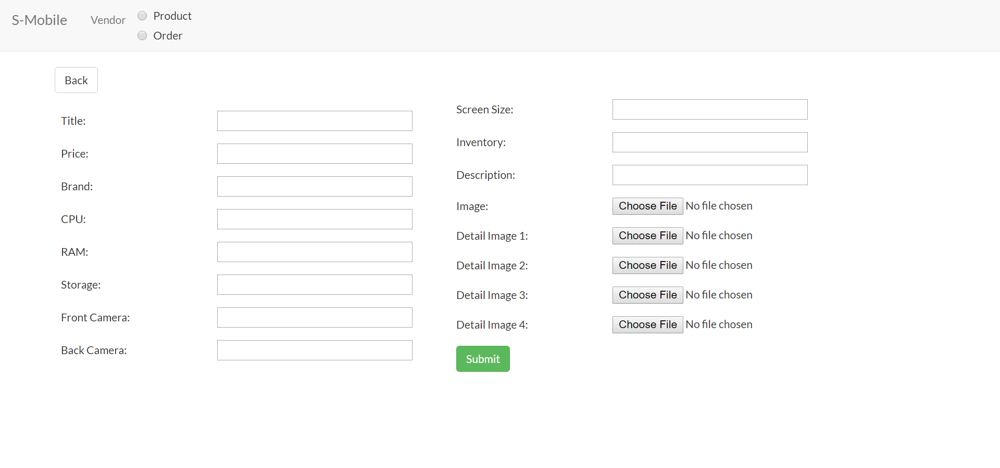 S-Mobile Vendor Product
Order
Back
Title:
Price:
Brand:
CPU:
RAM:
Storage:
Front Camera:
Back Camera:
Screen Size:
Inventory:
Description:
Image: Choose File No file chosen
Detail Image 1: Choose File No file chosen
Detail Image 2: Choose File No file chosen
Detail Image 3: Choose File No file chosen
Detail Image 4: Choose File No file chosen
Submit